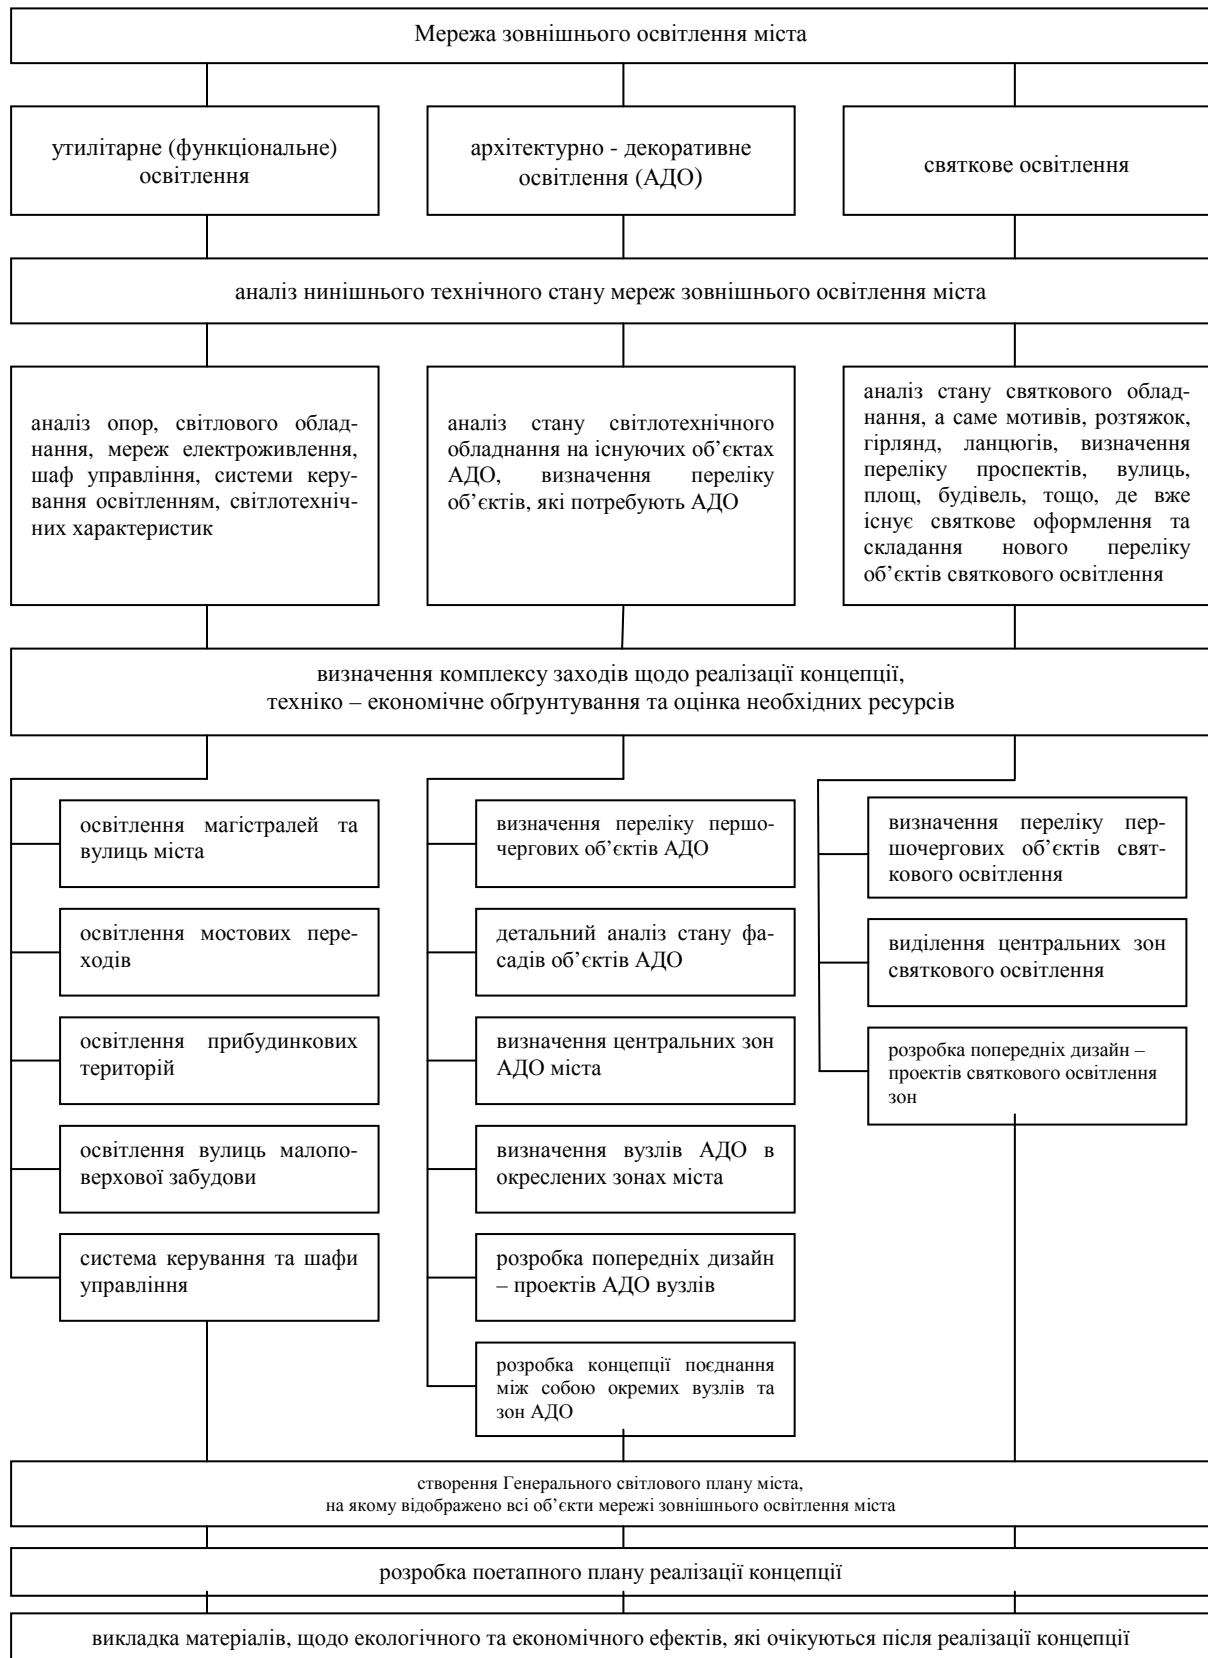 Мережа зовнішнього освітлення міста
утилітарне (функціональне)
освітлення
архітектурно - декоративне
освітлення (АДО)
святкове освітлення
аналіз нинішнього технічного стану мереж зовнішнього освітлення міста
аналіз опор, світлового облад-
нання, мереж електроживлення,
шаф управління, системи керу-
вання освітленням, світлотехніч-
них характеристик
аналіз стану світлотехнічного
обладнання на існуючих об’єктах
АДО, визначення переліку
об’єктів, які потребують АДО
аналіз стану святкового облад-
нання, а саме мотивів, розтяжок,
гірлянд, ланцюгів, визначення
переліку проспектів, вулиць,
площ, будівель, тощо, де вже
існує святкове оформлення та
складання нового переліку
об’єктів святкового освітлення
визначення комплексу заходів щодо реалізації концепції,
техніко – економічне обґрунтування та оцінка необхідних ресурсів
освітлення магістралей та
вулиць міста
освітлення мостових пере-
ходів
освітлення прибудинкових
територій
освітлення вулиць малопо-
верхової забудови
система керування та шафи
управління
визначення переліку першо-
чергових об’єктів АДО
детальний аналіз стану фа-
садів об’єктів АДО
визначення центральних зон
АДО міста
визначення вузлів АДО в
окреслених зонах міста
розробка попередніх дизайн
– проектів АДО вузлів
розробка концепції поєднання
між собою окремих вузлів та
зон АДО
визначення переліку пер-
шочергових об’єктів свят-
кового освітлення
виділення центральних зон
святкового освітлення
розробка попередніх дизайн –
проектів святкового освітлення
зон
створення Генерального світлового плану міста,
на якому відображено всі об’єкти мережі зовнішнього освітлення міста
розробка поетапного плану реалізації концепції
викладка матеріалів, щодо екологічного та економічного ефектів, які очікуються після реалізації концепції